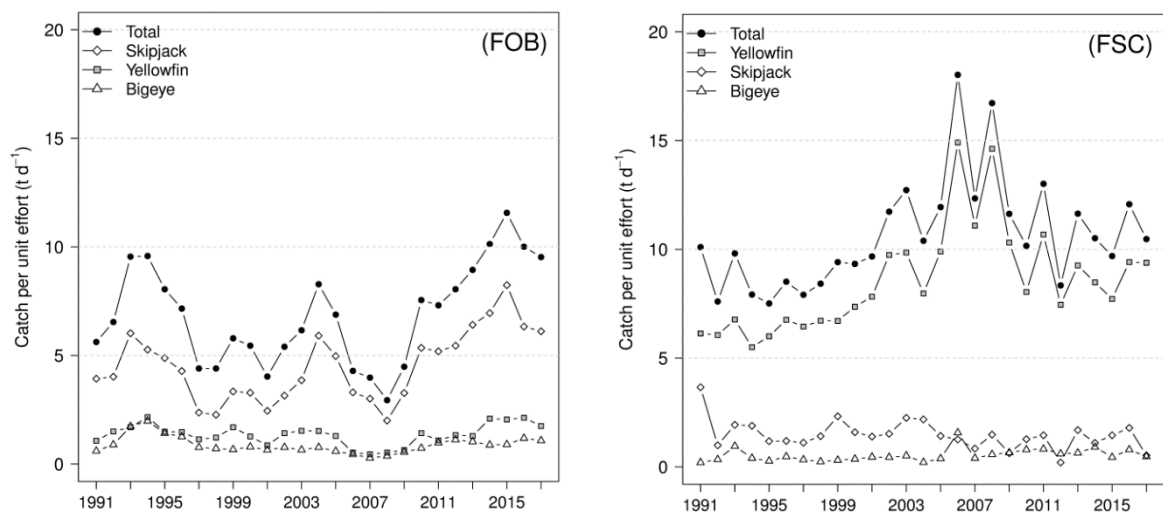 20
15
10
5
0
Catch per unit effort (t d⁻¹)
Total
Skipjack
Yellowfin
Bigeye
(FOB)
1991 1995 1999 2003 2007 2011 2015
20
15
10
5
0
Catch per unit effort (t d⁻¹)
Total
Yellowfin
Skipjack
Bigeye
(FSC)
1991 1995 1999 2003 2007 2011 2015